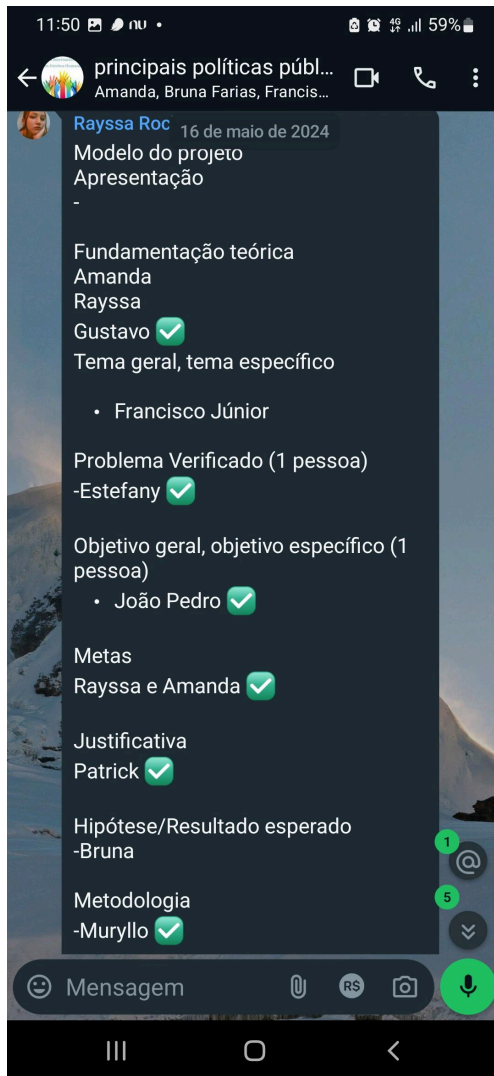 11:50
4G
59%
principais políticas públ...
Amanda, Bruna Farias, Francis...
Rayssa Roc
16 de maio de 2024
Modelo do projeto
Apresentação
-
Fundamentação teórica
Amanda
Rayssa
Gustavo ✅
Tema geral, tema específico
• Francisco Júnior
Problema Verificado (1 pessoa)
-Estefany ✅
Objetivo geral, objetivo específico (1
pessoa)
• João Pedro ✅
Metas
Rayssa e Amanda ✅
Justificativa
Patrick ✅
Hipótese/Resultado esperado
-Bruna
1
@
Metodologia
5
-Muryllo ✅
Mensagem
R$